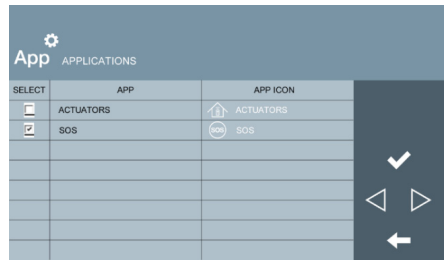 App APPLICATIONS
SELECT APP APP ICON
ACTUATORS ACTUATORS
SOS SOS SOS